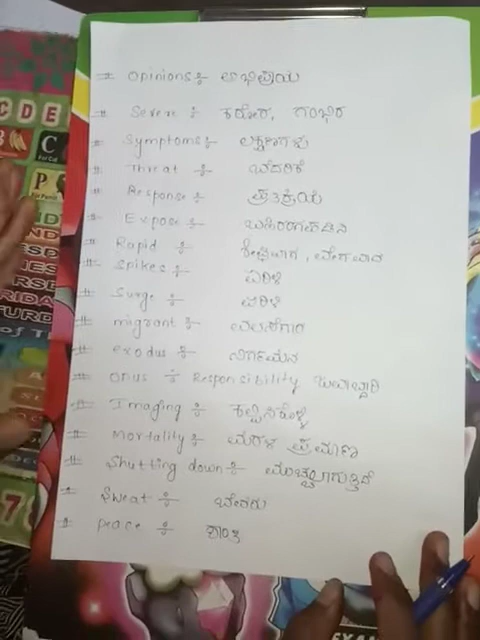 Opinions ÷ ಅಭಿಪ್ರಾಯ
Severe ÷ ಕಠೋರ, ಗಂಭೀರ
Symptoms ÷ ಲಕ್ಷಣಗಳು
Threat ÷ ಬೆದರಿಕೆ
Response ÷ ಪ್ರತಿಕ್ರಿಯೆ
Expose ÷ ಬಹಿರಂಗಪಡಿಸಿ
Rapid ÷ ಶೀಘ್ರವಾಗಿ, ವೇಗವಾದ
Spikes ÷ ಏರಿಕೆ
Surge ÷ ಏರಿಕೆ
migrant ÷ ವಲಸೆಗಾರ
exodus ÷ ನಿರ್ಗಮನ
Onus ÷ Responsibility ಜವಾಬ್ದಾರಿ
Imaging ÷ ಕಲ್ಪಿಸಿಕೊಳ್ಳಿ
Mortality ÷ ಮರಣ ಪ್ರಮಾಣ
Shutting down ÷ ಮುಚ್ಚಲಾಗುತ್ತಿದೆ
Sweat ÷ ಬೇವರು
peace ÷ ಶಾಂತಿ
C D E
C
P